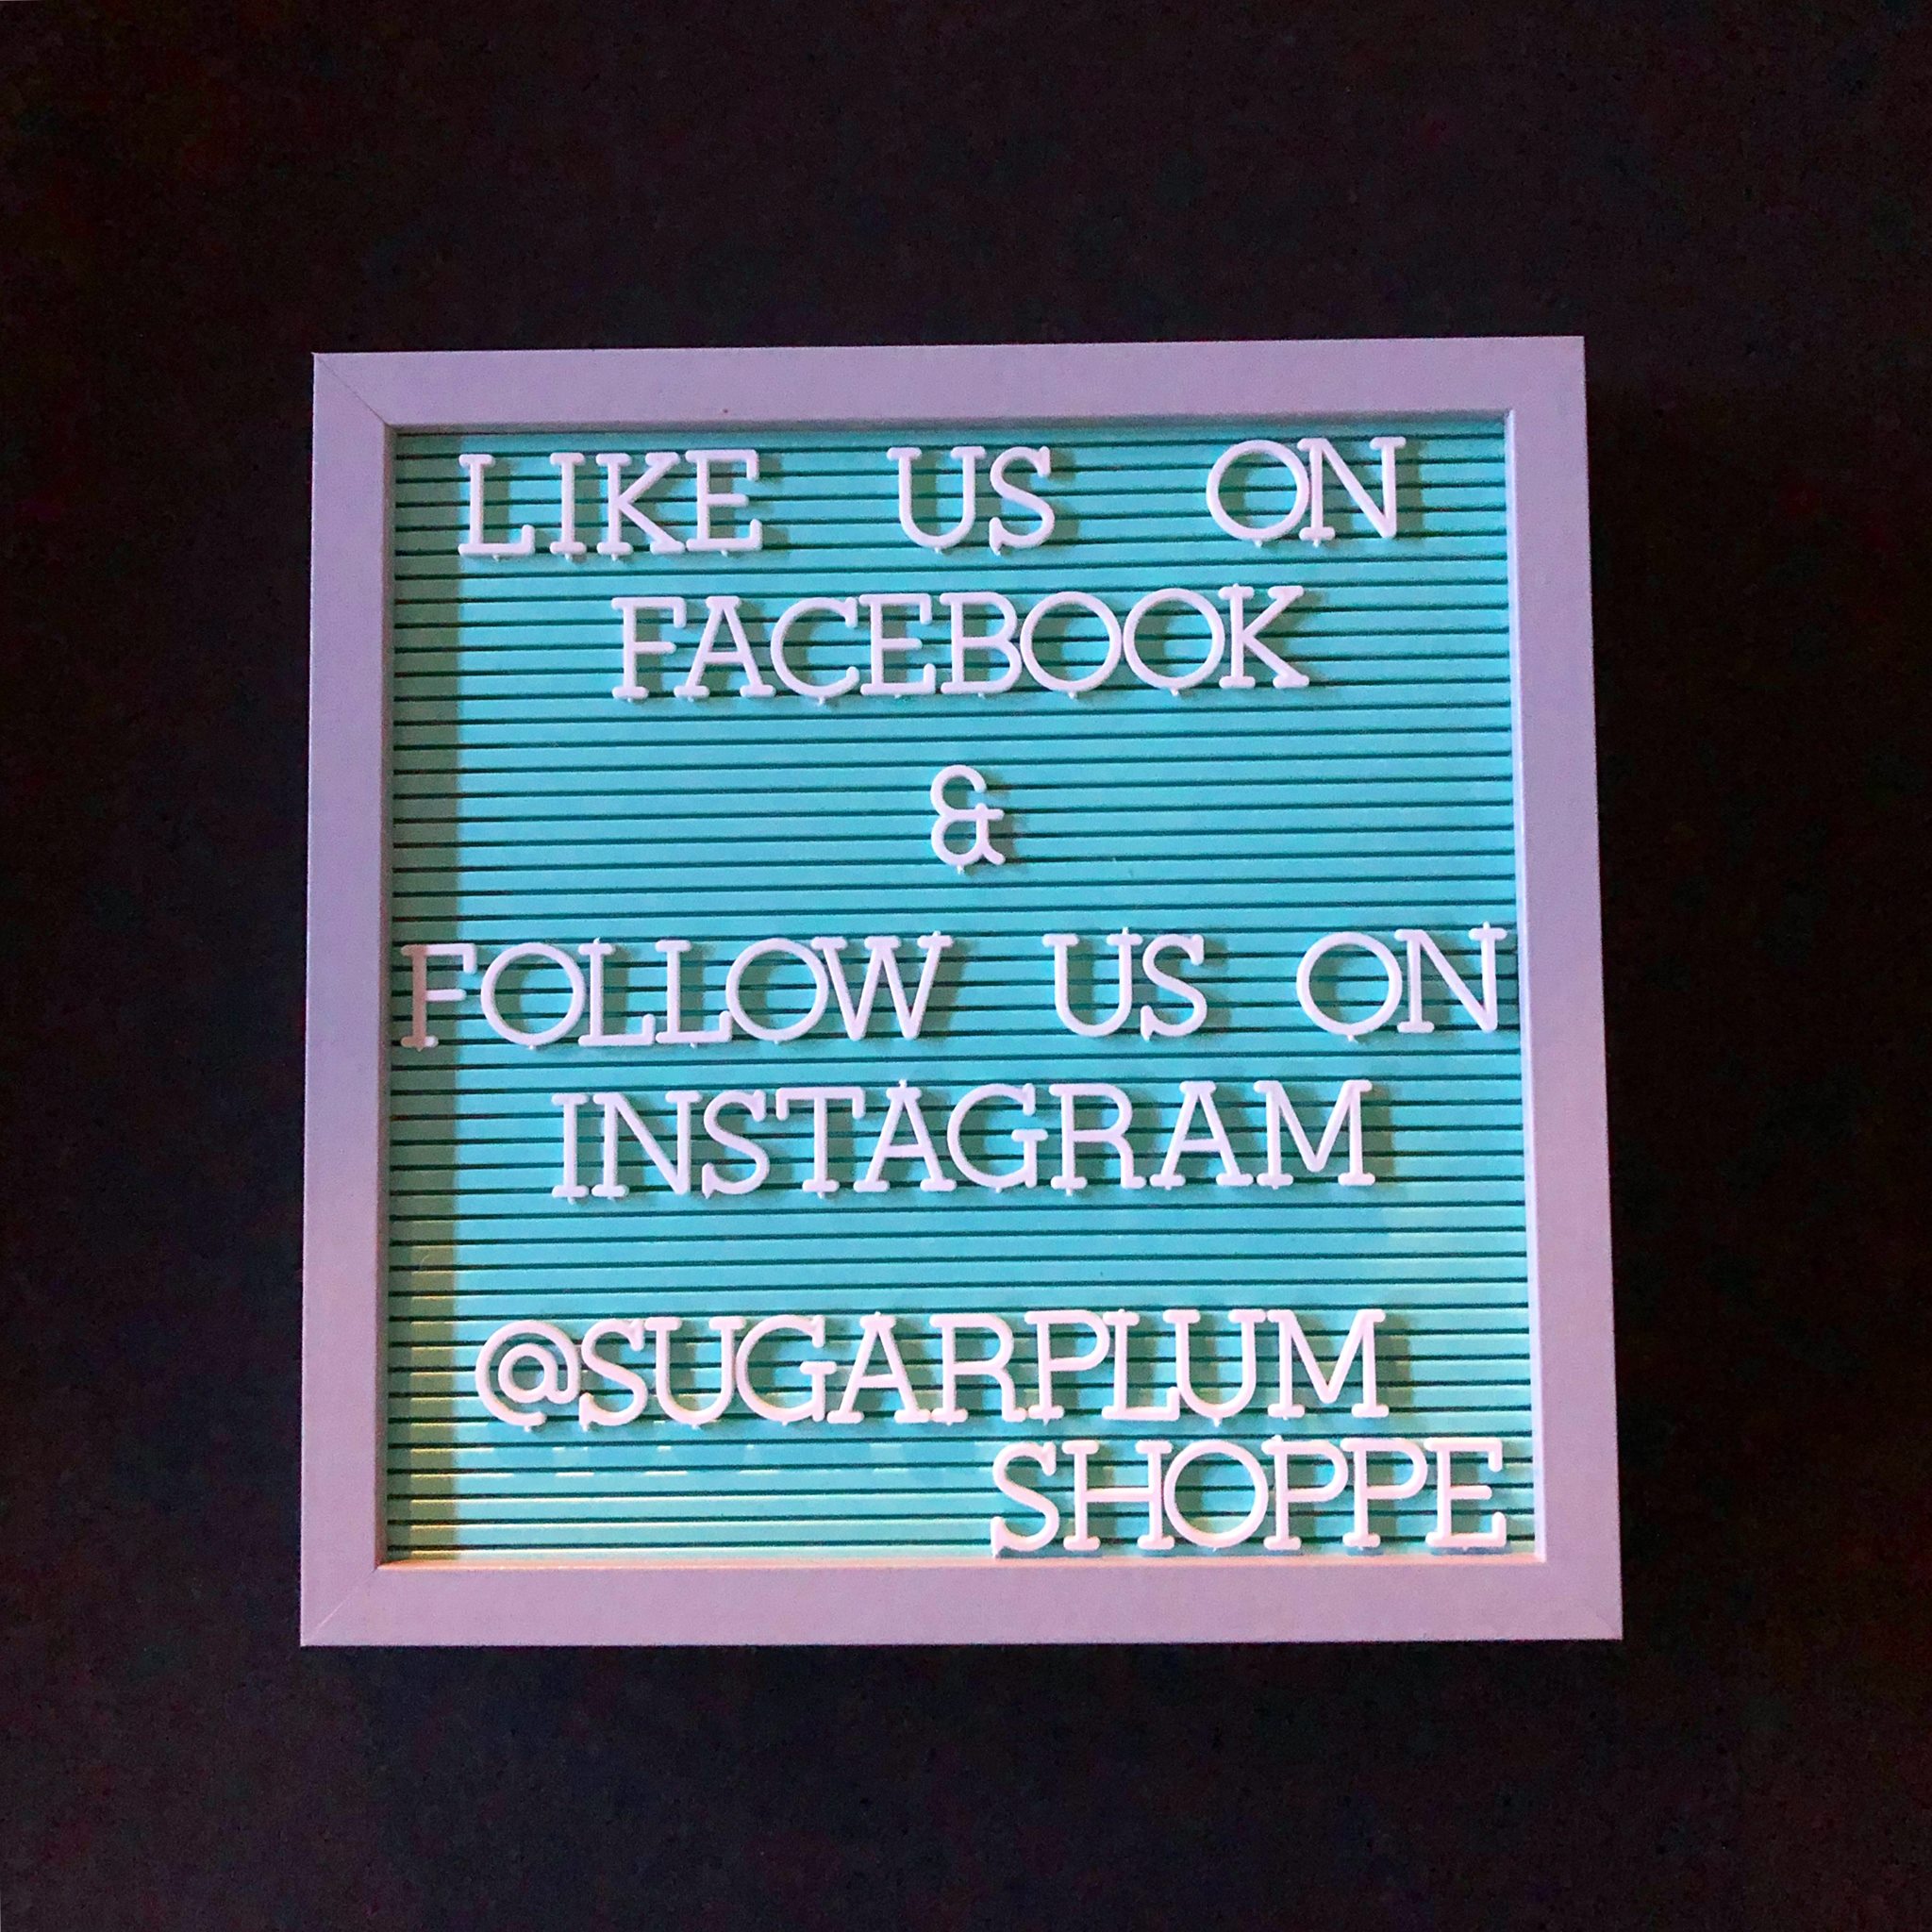 LIKE US ON
FACEBOOK
&
FOLLOW US ON
INSTAGRAM
@SUGARPLUM
SHOPPE